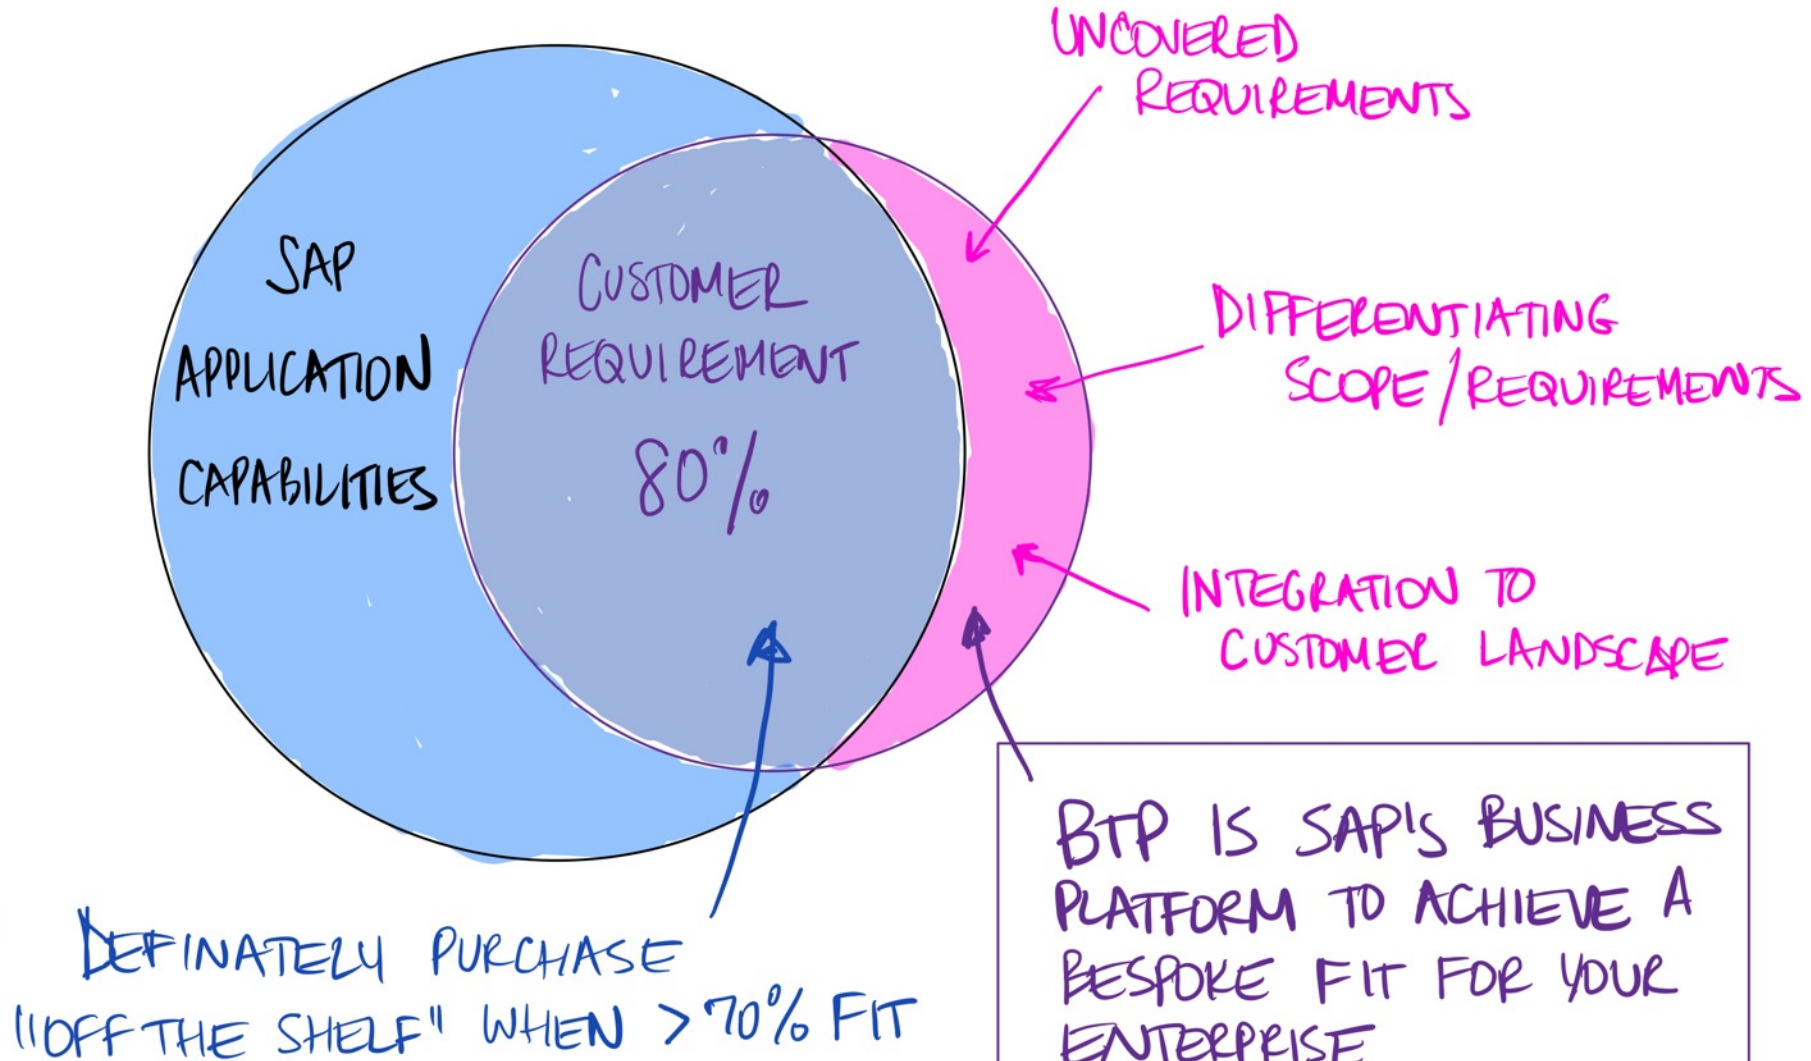 UNCOVERED
REQUIREMENTS
SAP
APPLICATION
CAPABILITIES
CUSTOMER
REQUIREMENT
80%
DIFFERENTIATING
SCOPE/REQUIREMENTS
INTEGRATION TO
CUSTOMER LANDSCAPE
DEFINATELY PURCHASE
"OFF THE SHELF" WHEN >70% FIT
BTP IS SAP'S BUSINESS
PLATFORM TO ACHIEVE A
BESPOKE FIT FOR YOUR
ENTERPRISE